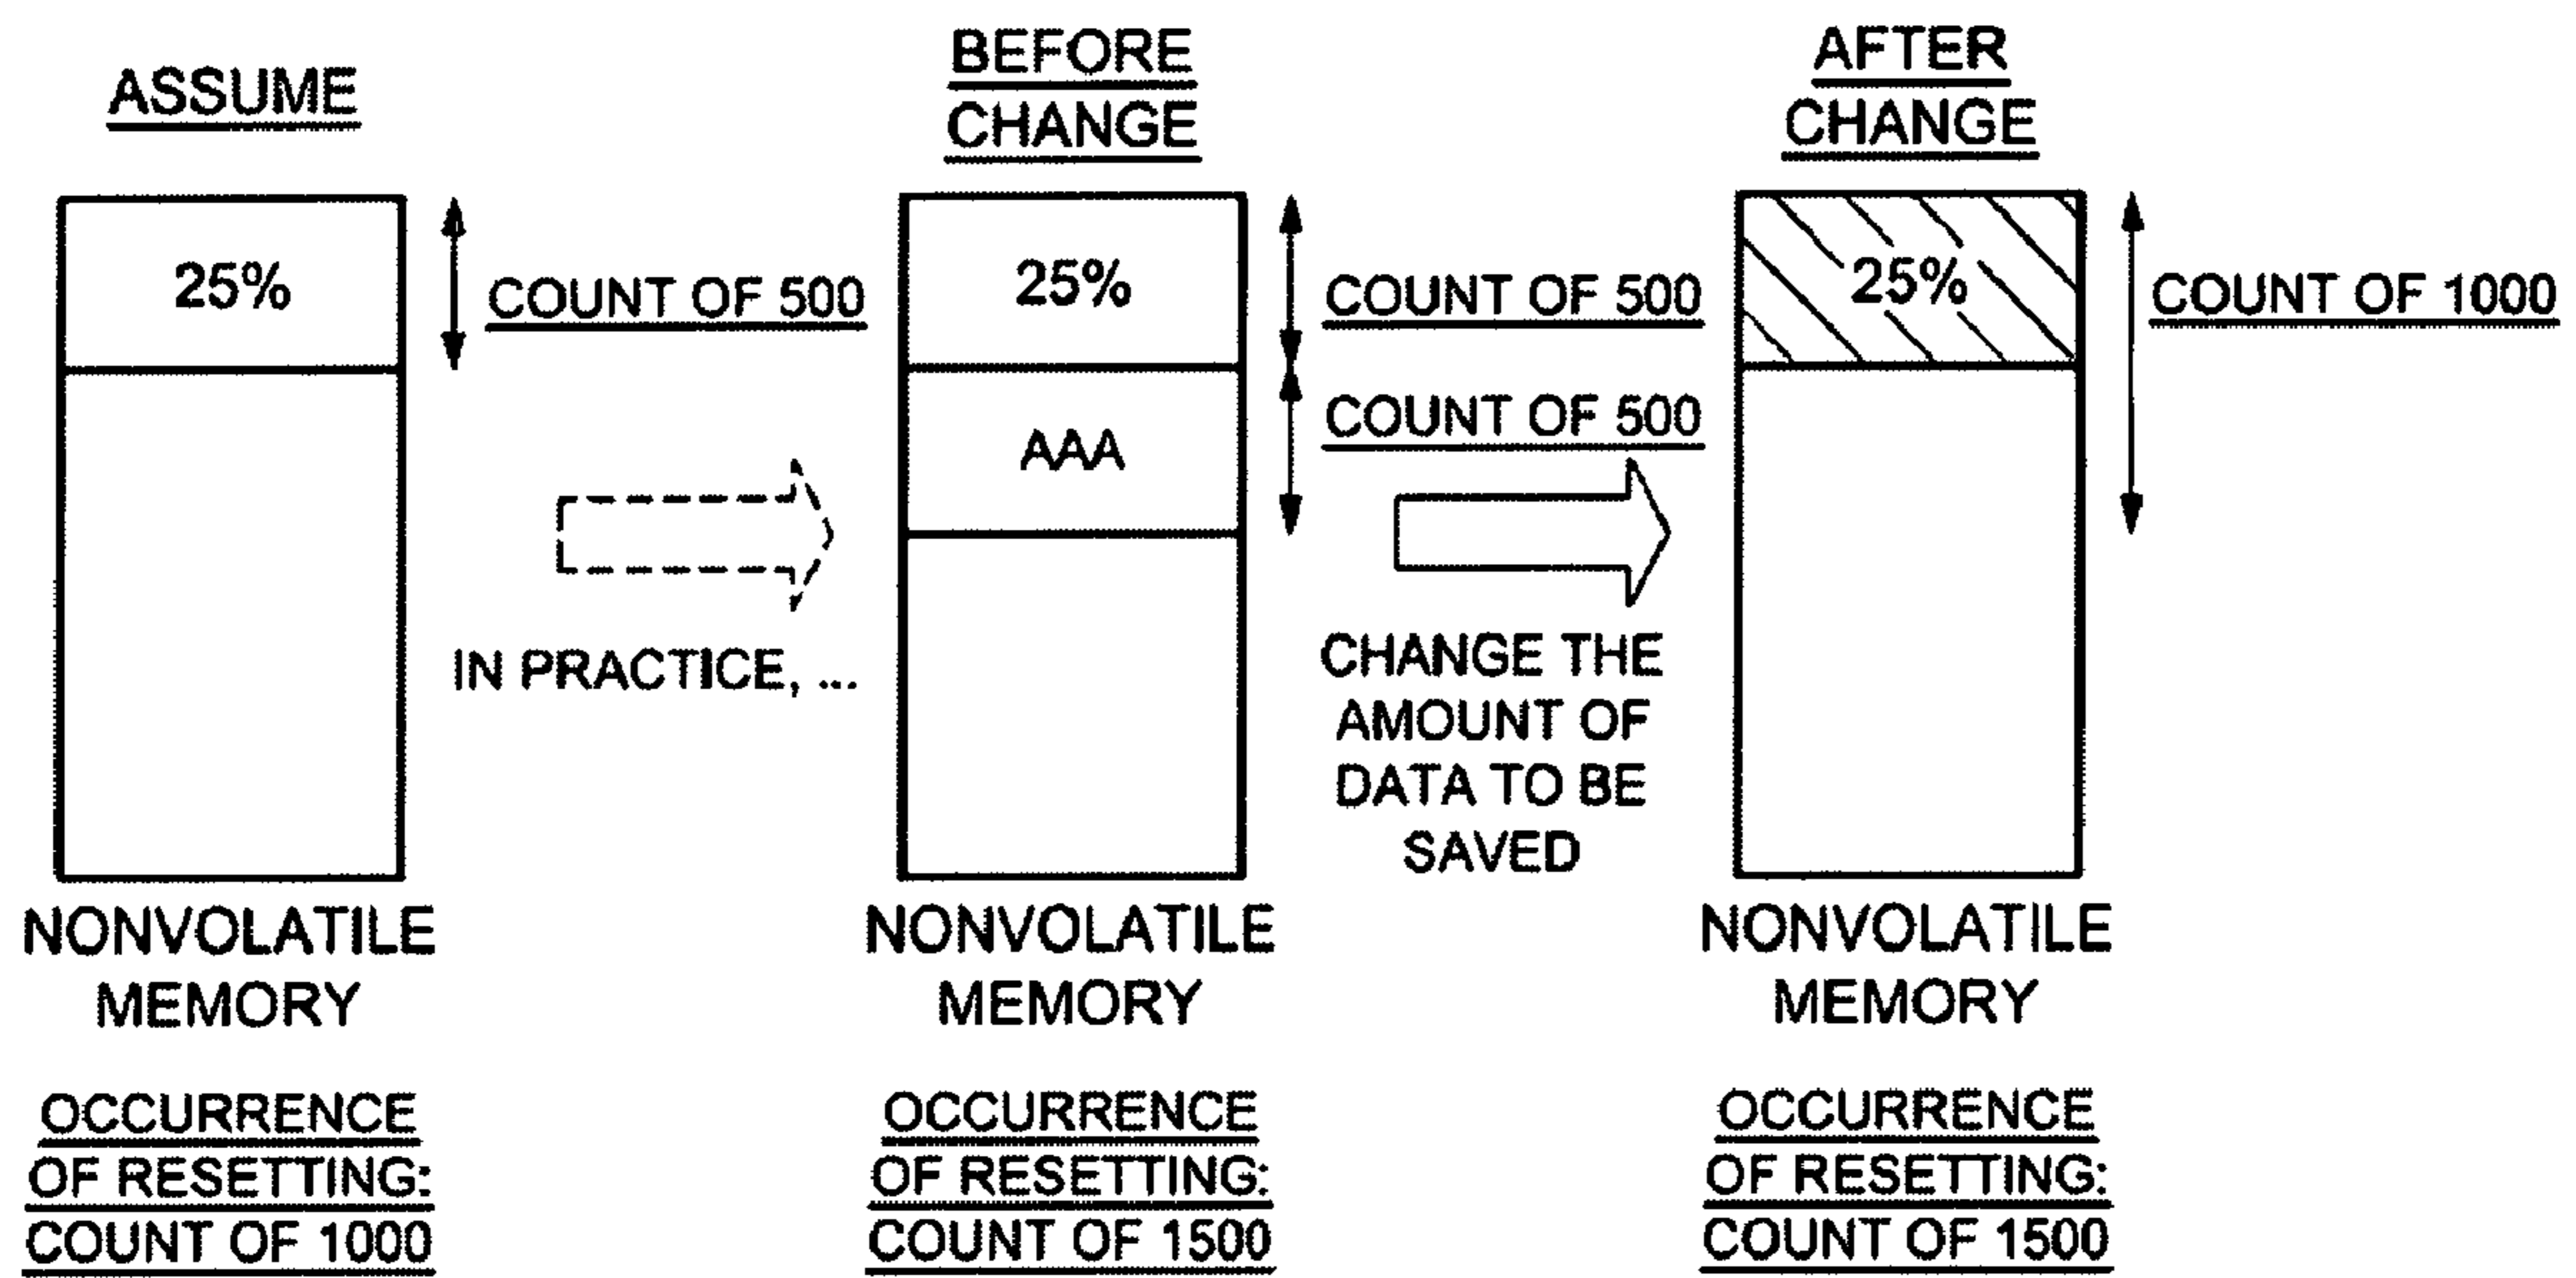 ASSUME
25%
COUNT OF 500
NONVOLATILE
MEMORY
OCCURRENCE
OF RESETTING:
COUNT OF 1000
IN PRACTICE, ...
BEFORE
CHANGE
25%
COUNT OF 500
AAA
COUNT OF 500
NONVOLATILE
MEMORY
OCCURRENCE
OF RESETTING:
COUNT OF 1500
CHANGE THE
AMOUNT OF
DATA TO BE
SAVED
AFTER
CHANGE
25%
COUNT OF 1000
NONVOLATILE
MEMORY
OCCURRENCE
OF RESETTING:
COUNT OF 1500